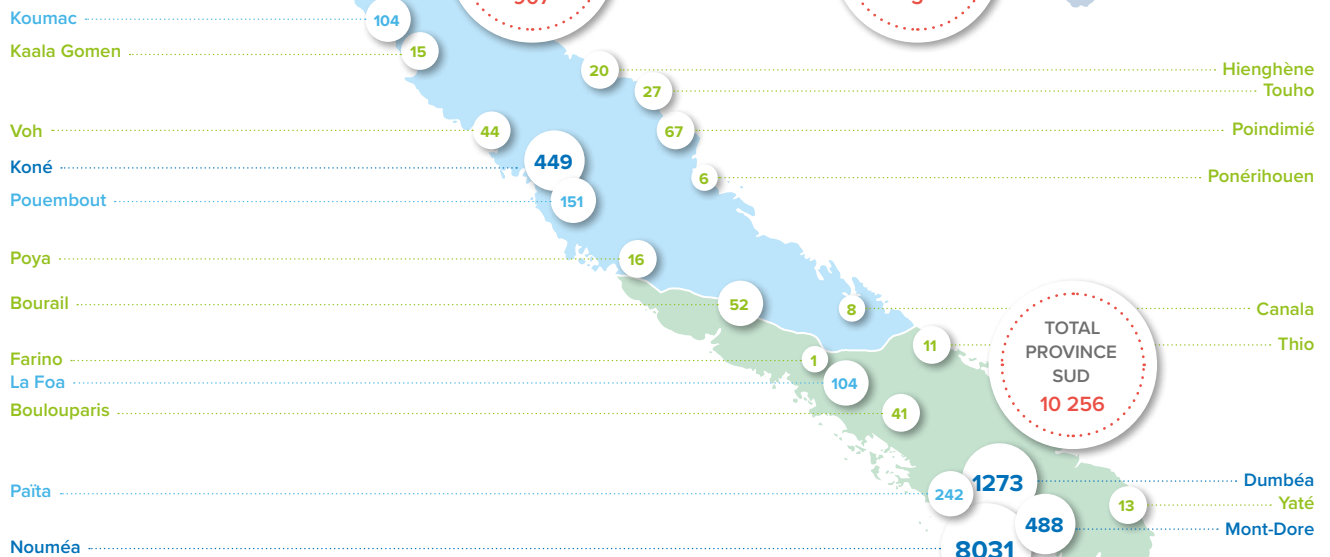 Koumac
104
Kaala Gomen
15
20
Hienghène
27
Touho
Voh
44
67
Poindimié
Koné
449
6
Ponérihouen
Pouembout
151
Poya
16
Bourail
52
8
Canala
11
Thio
TOTAL
PROVINCE
SUD
10 256
Farino
1
La Foa
104
Boulouparis
41
Païta
242
1273
Dumbéa
13
Yaté
488
Mont-Dore
Nouméa
8031